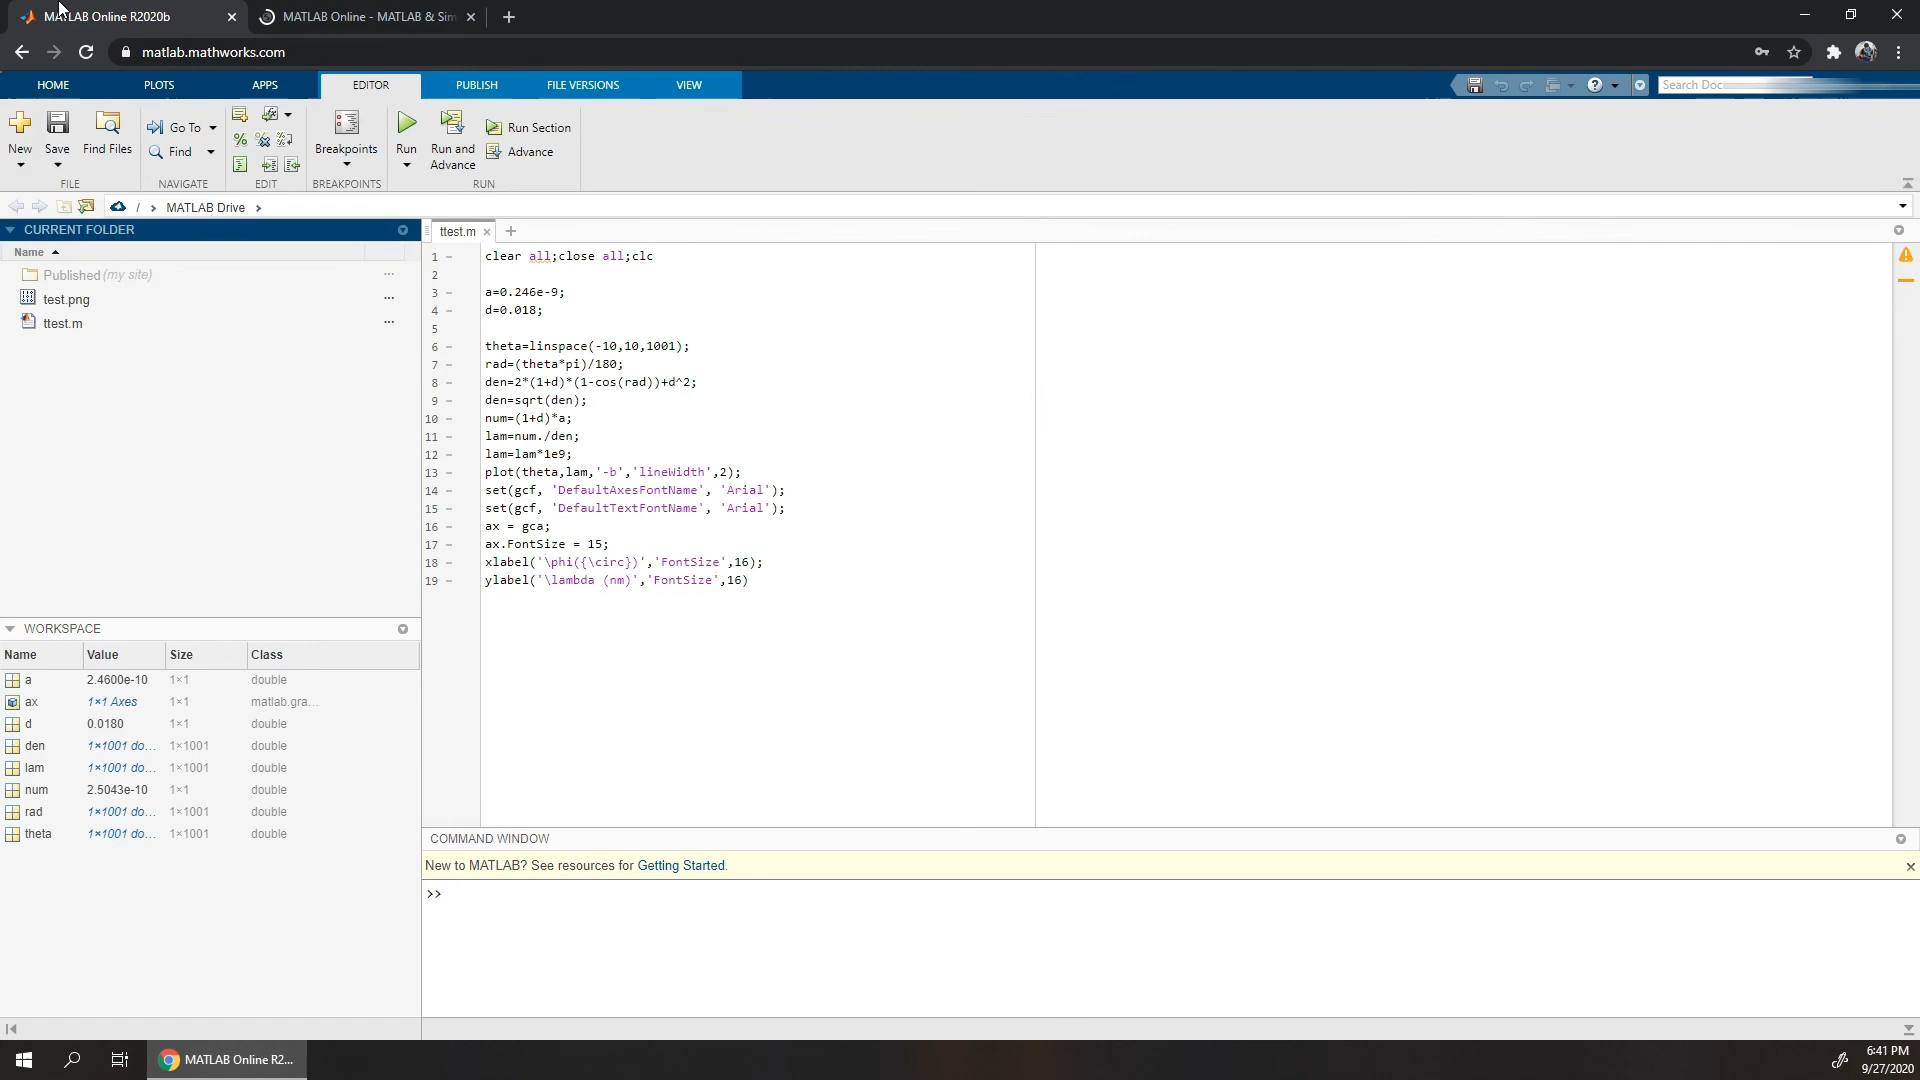 MATLAB Online R2020b
MATLAB Online - MATLAB & Sim
matlab.mathworks.com
HOME PLOTS APPS EDITOR PUBLISH FILE VERSIONS VIEW
Search Doc
New
Save
Find Files
Go To
Find
Breakpoints
Run
Run and
Advance
Run Section
Advance
FILE NAVIGATE EDIT BREAKPOINTS RUN
/ > MATLAB Drive >
CURRENT FOLDER
Name
Published (my site) ...
test.png ...
ttest.m ...
WORKSPACE
Name Value Size Class
a 2.4600e-10 1×1 double
ax 1×1 Axes 1×1 matlab.gra...
d 0.0180 1×1 double
den 1×1001 do... 1×1001 double
lam 1×1001 do... 1×1001 double
num 2.5043e-10 1×1 double
rad 1×1001 do... 1×1001 double
theta 1×1001 do... 1×1001 double
ttest.m
1 – clear all;close all;clc
2
3 – a=0.246e-9;
4 – d=0.018;
5
6 – theta=linspace(-10,10,1001);
7 – rad=(theta*pi)/180;
8 – den=2*(1+d)*(1-cos(rad))+d^2;
9 – den=sqrt(den);
10 – num=(1+d)*a;
11 – lam=num./den;
12 – lam=lam*1e9;
13 – plot(theta,lam,'-b','lineWidth',2);
14 – set(gcf, 'DefaultAxesFontName', 'Arial');
15 – set(gcf, 'DefaultTextFontName', 'Arial');
16 – ax = gca;
17 – ax.FontSize = 15;
18 – xlabel('\phi({\circ})','FontSize',16);
19 – ylabel('\lambda (nm)','FontSize',16)
COMMAND WINDOW
New to MATLAB? See resources for Getting Started.
>>
MATLAB Online R2...
6:41 PM
9/27/2020